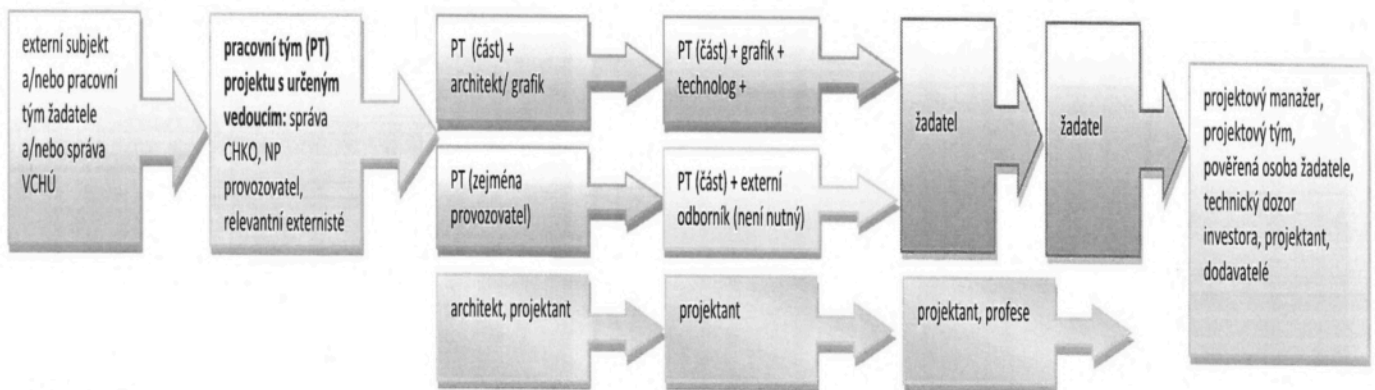 externí subjekt
a/nebo pracovní
tým žadatele
a/nebo správa
VCHÚ
pracovní tým (PT)
projektu s určeným
vedoucím: správa
CHKO, NP
provozovatel,
relevantní externisté
PT (část) +
architekt/ grafik
PT (část) + grafik +
technolog +
PT (zejména
provozovatel)
PT (část) + externí
odborník (není nutný)
architekt, projektant
projektant
žadatel
žadatel
projektant, profese
projektový manažer,
projektový tým,
pověřená osoba žadatele,
technický dozor
investora, projektant,
dodavatelé